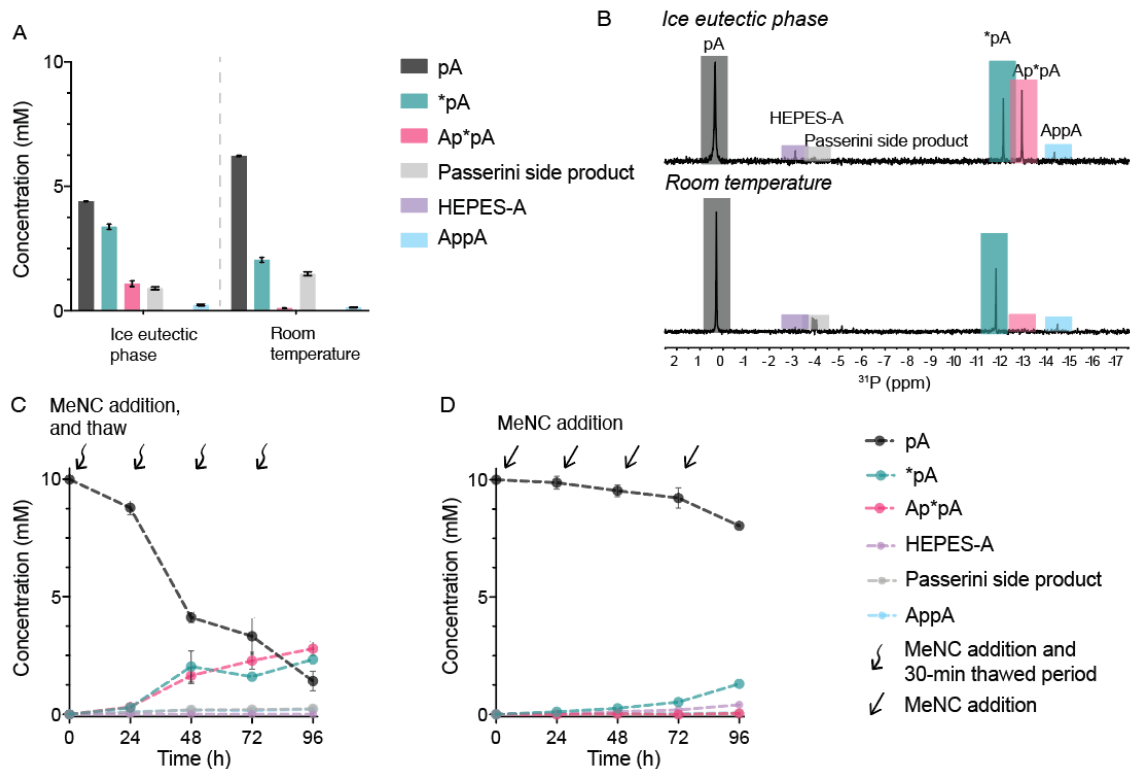 A
Concentration (mM)
10
5
0
Ice eutectic
phase
Room
temperature
pA
*pA
Ap*pA
Passerini side product
HEPES-A
AppA
B
Ice eutectic phase
pA
*pA
Ap*pA
HEPES-A
Passerini side product
AppA
Room temperature
2 1 0 -1 -2 -3 -4 -5 -6 -7 -8 -9 -10 -11 -12 -13 -14 -15 -16 -17
³¹P (ppm)
C
MeNC addition,
and thaw
Concentration (mM)
10
5
0
0 24 48 72 96
Time (h)
D
MeNC addition
Concentration (mM)
10
5
0
0 24 48 72 96
Time (h)
pA
*pA
Ap*pA
HEPES-A
Passerini side product
AppA
MeNC addition and
30-min thawed period
MeNC addition